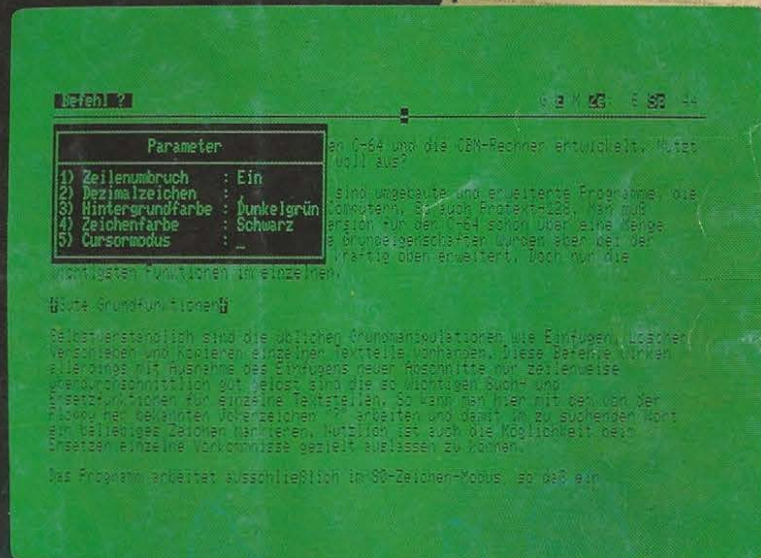 Befehl ?
44
Parameter
1) Zeilenumbruch : Ein
2) Dezimalzeichen : ,
3) Hintergrundfarbe : Dunkelgrün
4) Zeichenfarbe : Schwarz
5) Cursormodus : _
en C-64 und die CBM-Rechner entwickelt. Nutzt
voll aus?
sind umgebaute und erweiterte Programme, die
Computern. So auch Protext-128. Man muß
ersion für den C-64 schon über eine Menge
e Grundeigenschaften wurden aber bei der
kräftig oben erweitert. Doch nun die
wichtigsten Funktionen im einzelnen.
Gute Grundfunktionen
Selbstverständlich sind die üblichen Grundmanipulationen wie Einfügen, Löschen
Verschieben und Kopieren einzelner Textteile vorhanden. Diese Befehle wirken
allerdings mit Ausnahme des Einfügens neuer Abschnitte nur zeilenweise
Überdurchschnittlich gut gelöst sind die so wichtigen Such- und
Ersetzfunktionen für einzelne Textstellen. So kann man hier mit den von der
her bekannten Jokerzeichen "?" arbeiten und damit im zu suchenden Wort
ein beliebiges Zeichen markieren. Nützlich ist auch die Möglichkeit beim
Ersetzen einzelne Vorkommnisse gezielt auslassen zu können.
Das Programm arbeitet ausschließlich im 80-Zeichen-Modus, so daß ein